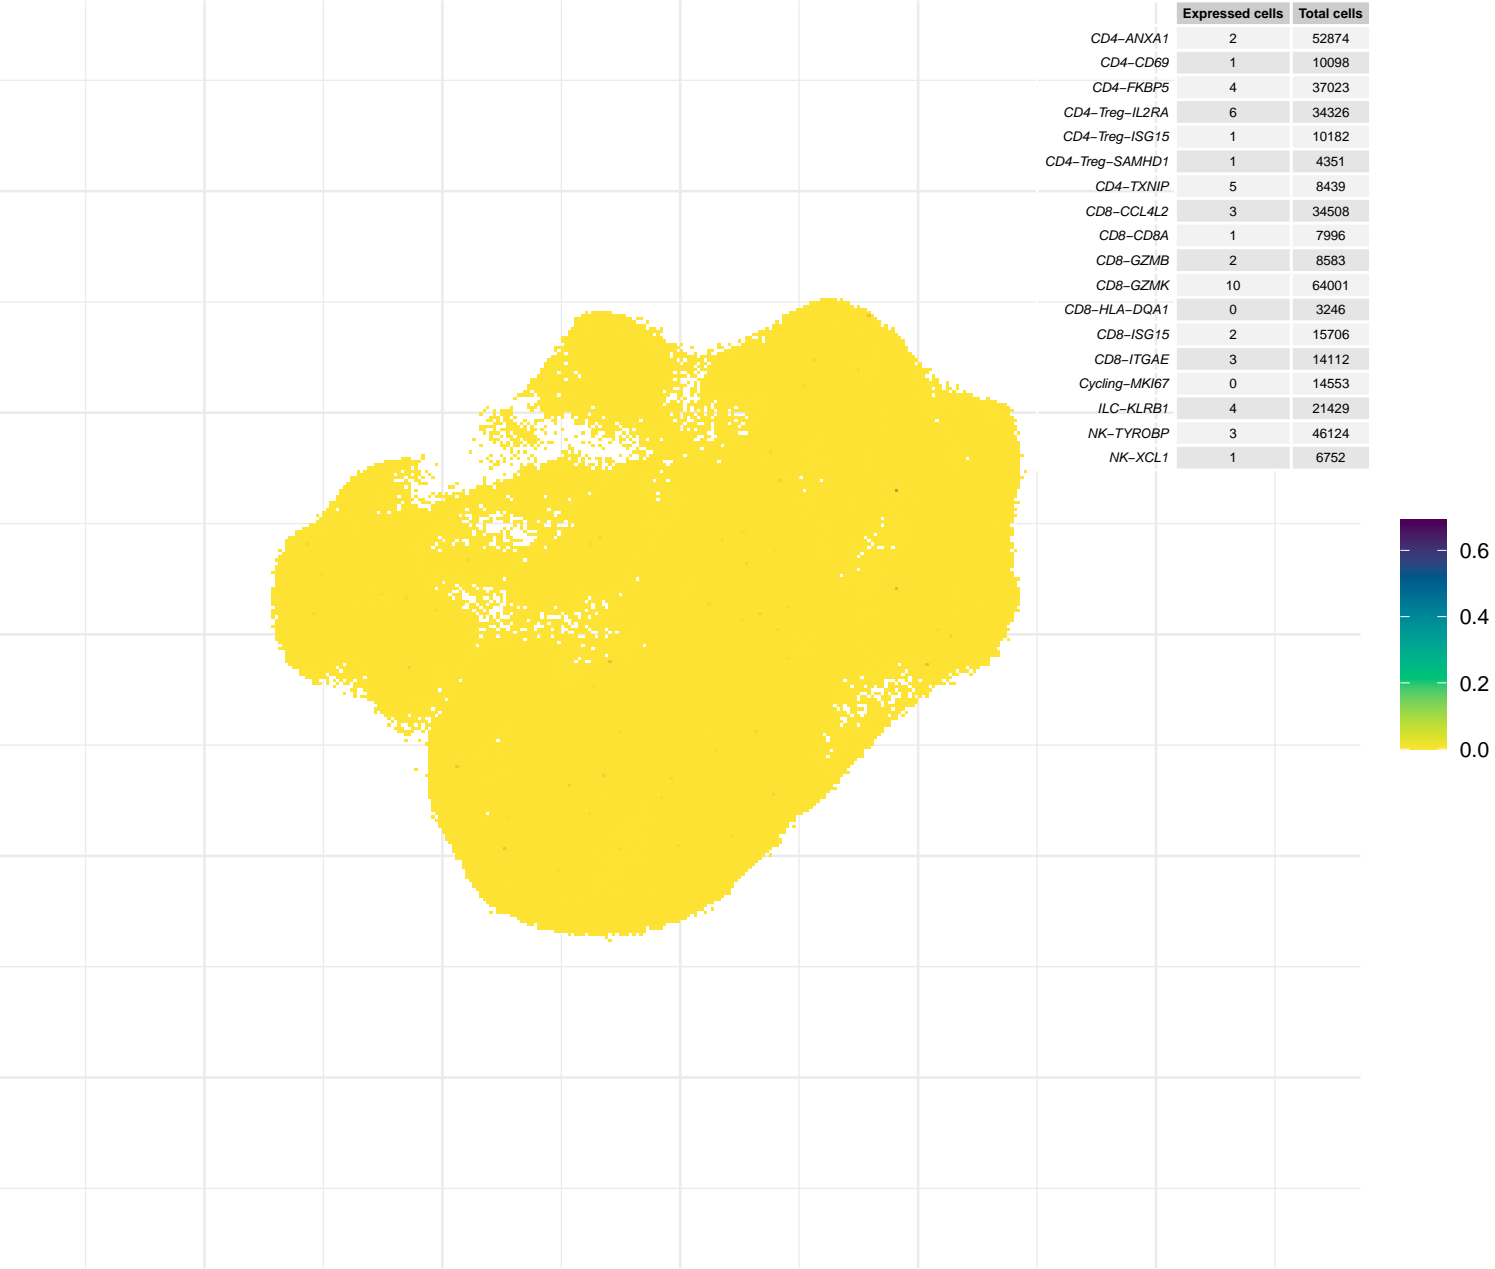 Expressed cells Total cells
CD4−ANXA1 2 52874
CD4−CD69 1 10098
CD4−FKBP5 4 37023
CD4−Treg−IL2RA 6 34326
CD4−Treg−ISG15 1 10182
CD4−Treg−SAMHD1 1 4351
CD4−TXNIP 5 8439
CD8−CCL4L2 3 34508
CD8−CD8A 1 7996
CD8−GZMB 2 8583
CD8−GZMK 10 64001
CD8−HLA−DQA1 0 3246
CD8−ISG15 2 15706
CD8−ITGAE 3 14112
Cycling−MKI67 0 14553
ILC−KLRB1 4 21429
NK−TYROBP 3 46124
NK−XCL1 1 6752
0.6
0.4
0.2
0.0